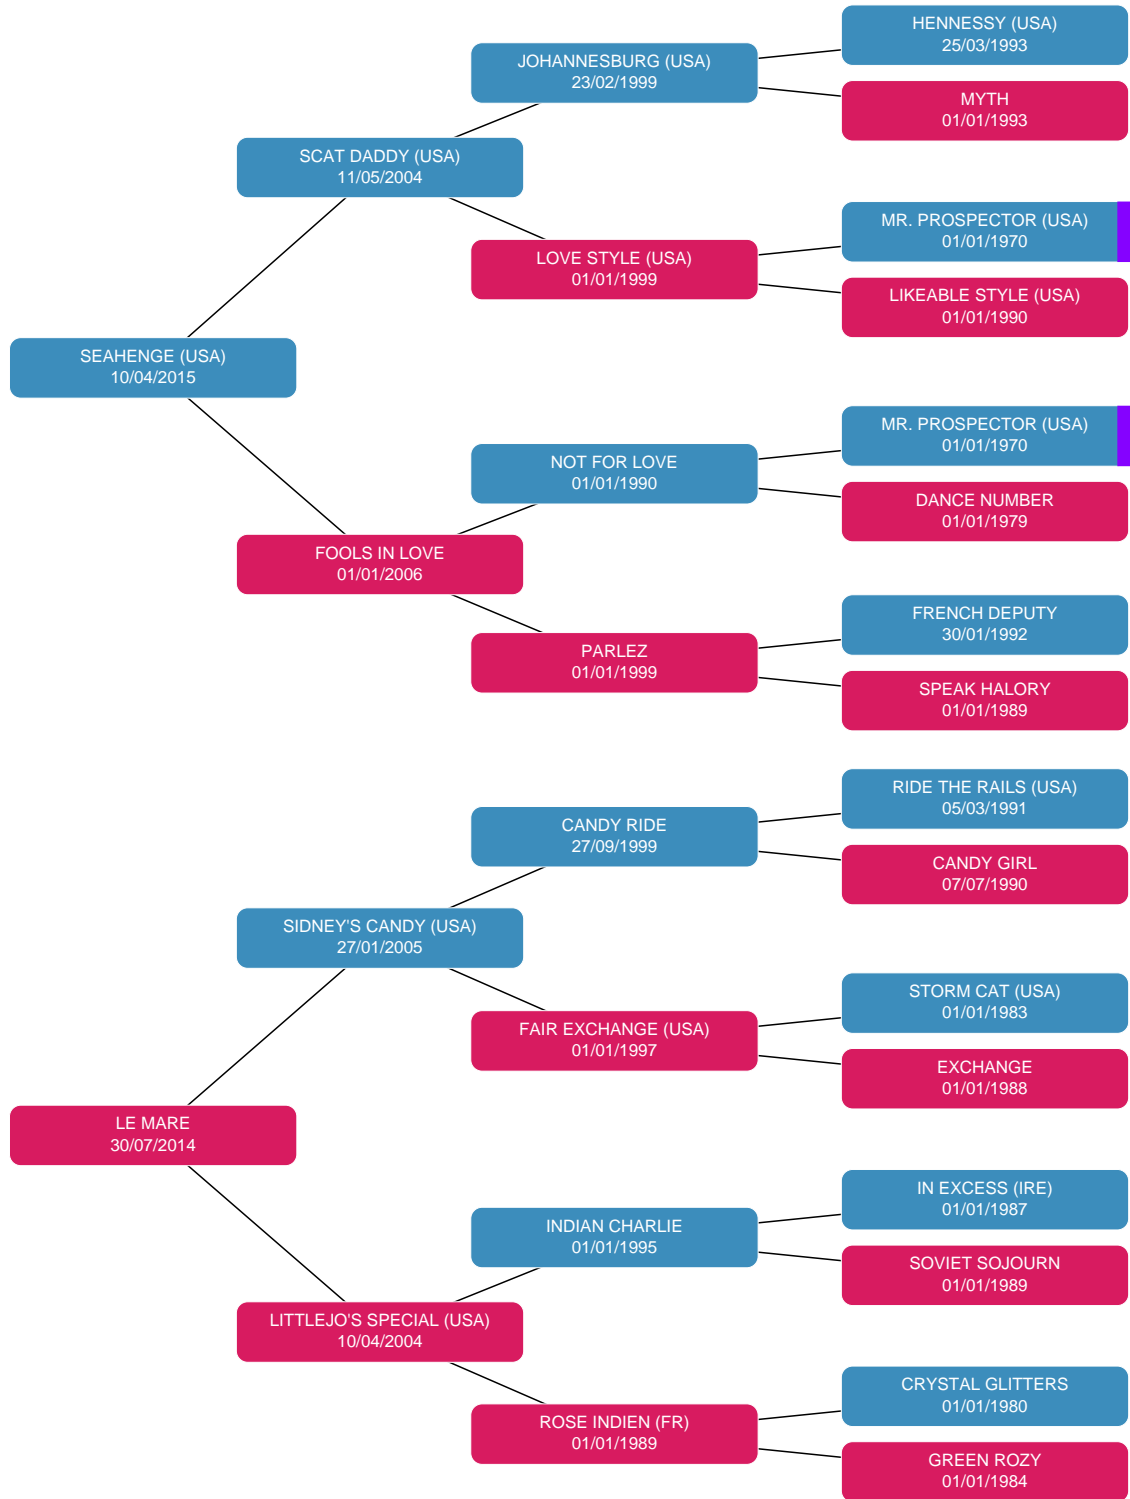 HENNESSY (USA)
25/03/1993
JOHANNESBURG (USA)
23/02/1999
MYTH
01/01/1993
SCAT DADDY (USA)
11/05/2004
MR. PROSPECTOR (USA)
01/01/1970
LOVE STYLE (USA)
01/01/1999
LIKEABLE STYLE (USA)
01/01/1990
SEAHENGE (USA)
10/04/2015
MR. PROSPECTOR (USA)
01/01/1970
NOT FOR LOVE
01/01/1990
DANCE NUMBER
01/01/1979
FOOLS IN LOVE
01/01/2006
FRENCH DEPUTY
30/01/1992
PARLEZ
01/01/1999
SPEAK HALORY
01/01/1989
RIDE THE RAILS (USA)
05/03/1991
CANDY RIDE
27/09/1999
CANDY GIRL
07/07/1990
SIDNEY'S CANDY (USA)
27/01/2005
STORM CAT (USA)
01/01/1983
FAIR EXCHANGE (USA)
01/01/1997
EXCHANGE
01/01/1988
LE MARE
30/07/2014
IN EXCESS (IRE)
01/01/1987
INDIAN CHARLIE
01/01/1995
SOVIET SOJOURN
01/01/1989
LITTLEJO'S SPECIAL (USA)
10/04/2004
CRYSTAL GLITTERS
01/01/1980
ROSE INDIEN (FR)
01/01/1989
GREEN ROZY
01/01/1984